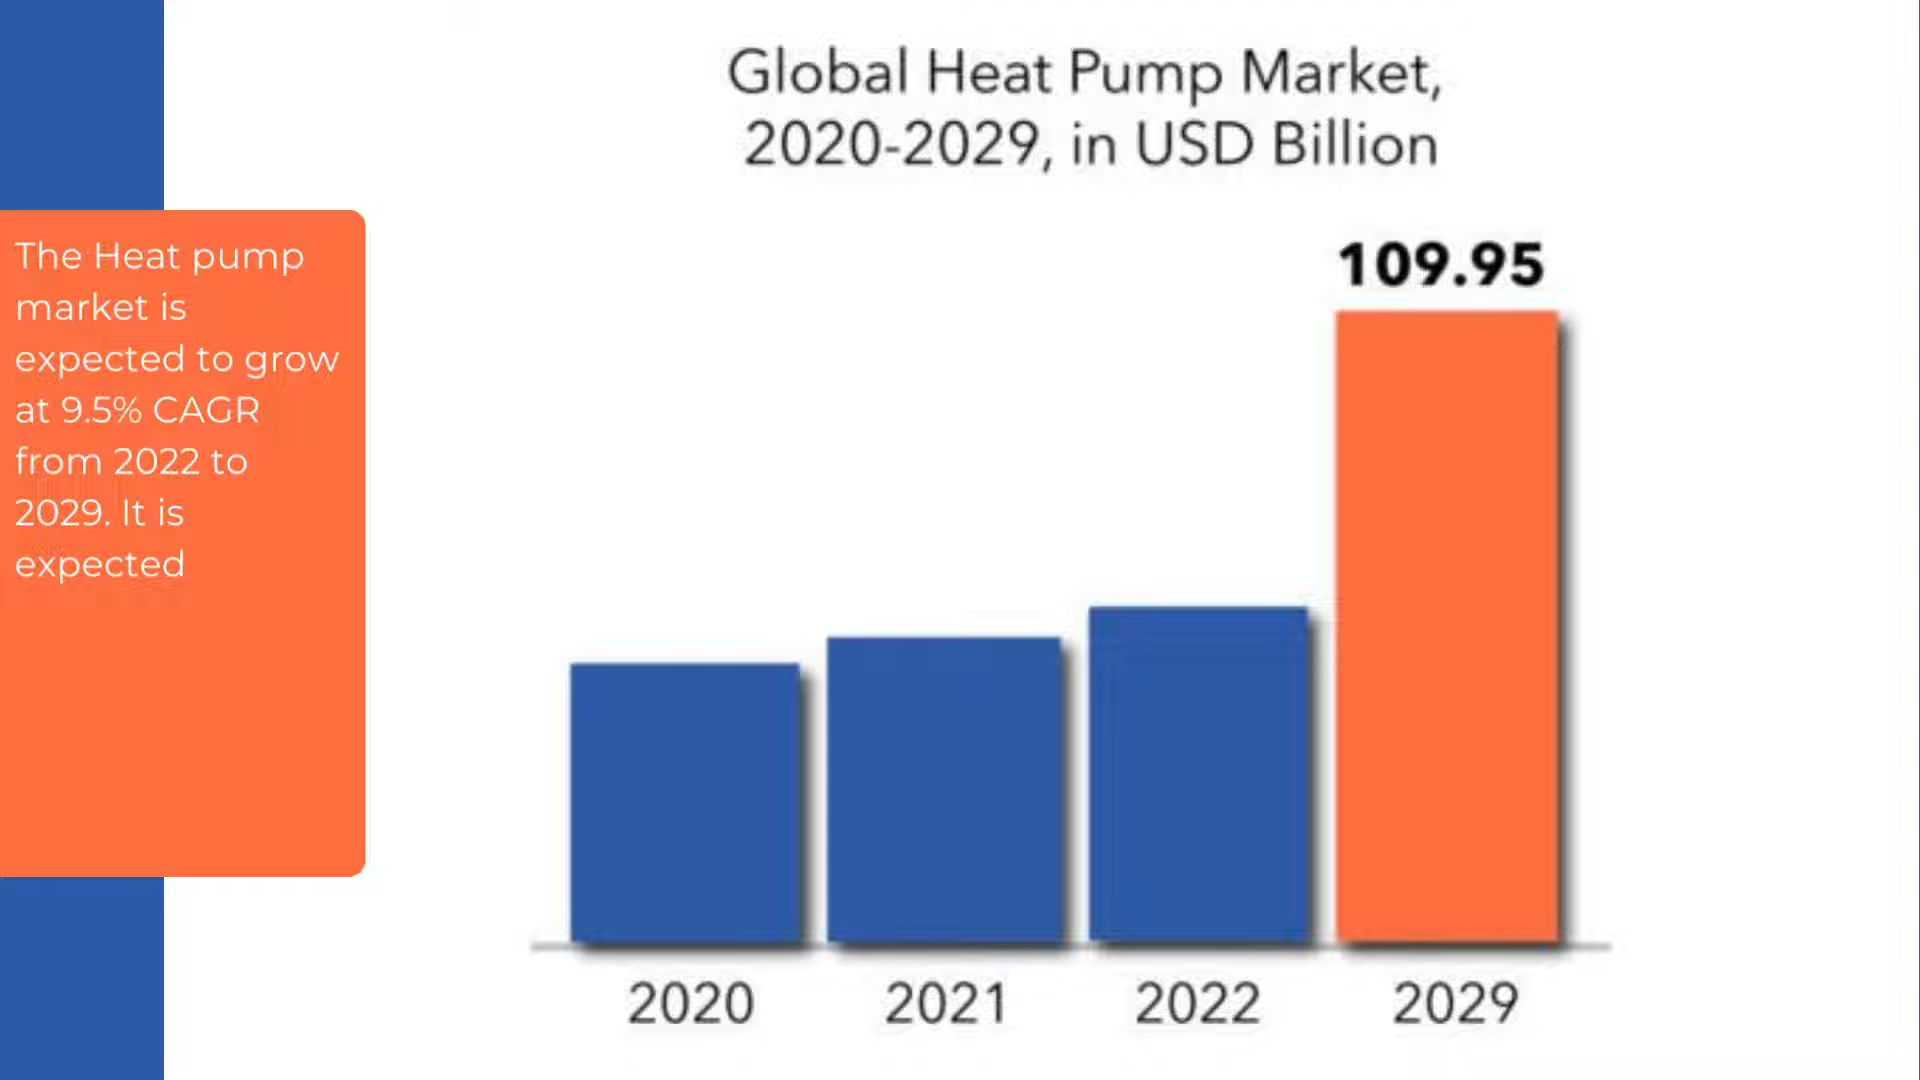 Global Heat Pump Market,
2020-2029, in USD Billion
The Heat pump
market is
expected to grow
at 9.5% CAGR
from 2022 to
2029. It is
expected
109.95
2020
2021
2022
2029